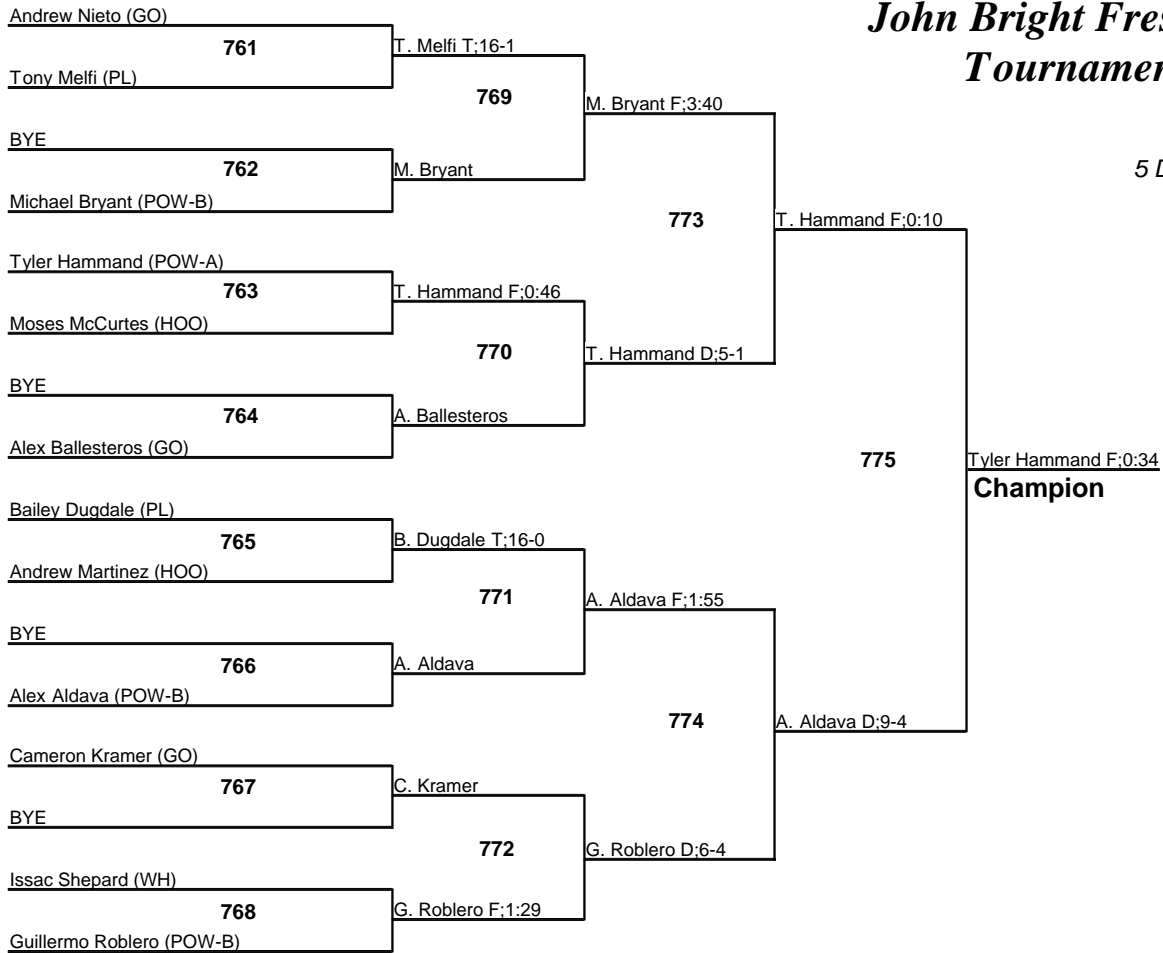 John Bright Fres
Tournamen
5 D
Andrew Nieto (GO)
761
Tony Melfi (PL)
T. Melfi T;16-1
769
BYE
762
Michael Bryant (POW-B)
M. Bryant
M. Bryant F;3:40
773
Tyler Hammand (POW-A)
763
Moses McCurtes (HOO)
T. Hammand F;0:46
770
BYE
764
Alex Ballesteros (GO)
A. Ballesteros
T. Hammand D;5-1
T. Hammand F;0:10
775
Tyler Hammand F;0:34
Champion
Bailey Dugdale (PL)
765
Andrew Martinez (HOO)
B. Dugdale T;16-0
771
BYE
766
Alex Aldava (POW-B)
A. Aldava
A. Aldava F;1:55
774
A. Aldava D;9-4
Cameron Kramer (GO)
767
BYE
C. Kramer
772
G. Roblero D;6-4
Issac Shepard (WH)
768
Guillermo Roblero (POW-B)
G. Roblero F;1:29